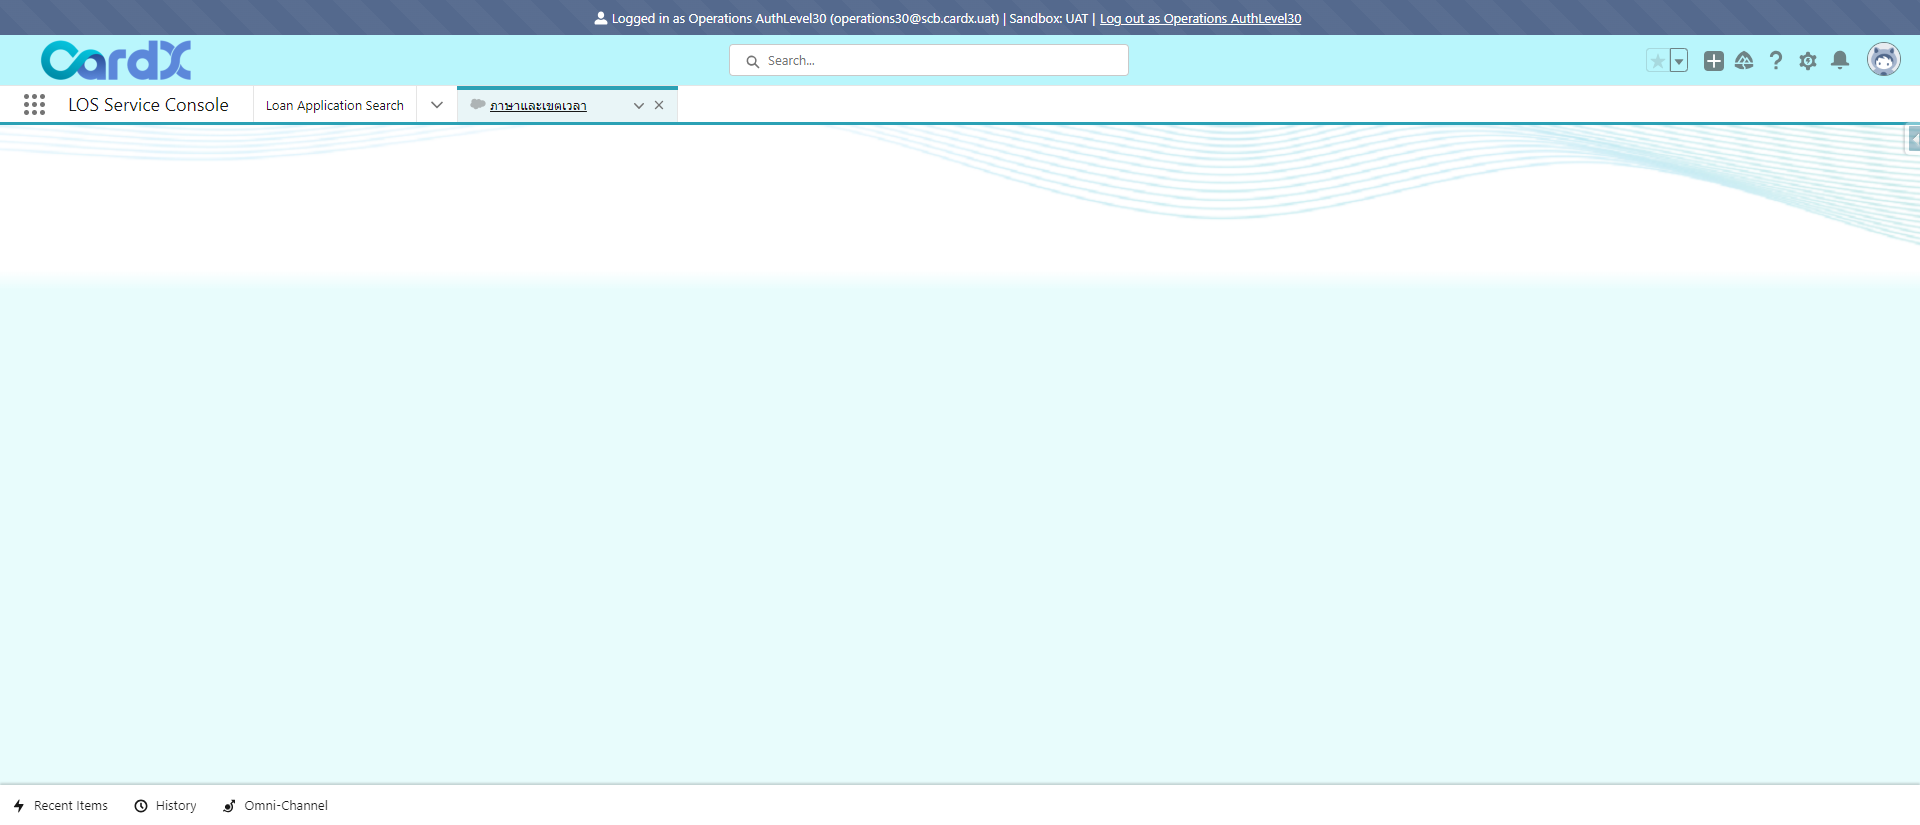 Logged in as Operations AuthLevel30 (operations30@scb.cardx.uat) | Sandbox: UAT | Log out as Operations AuthLevel30
CardX
Search...
LOS Service Console
Loan Application Search
ภาษาและเขตเวลา
Recent Items
History
Omni-Channel